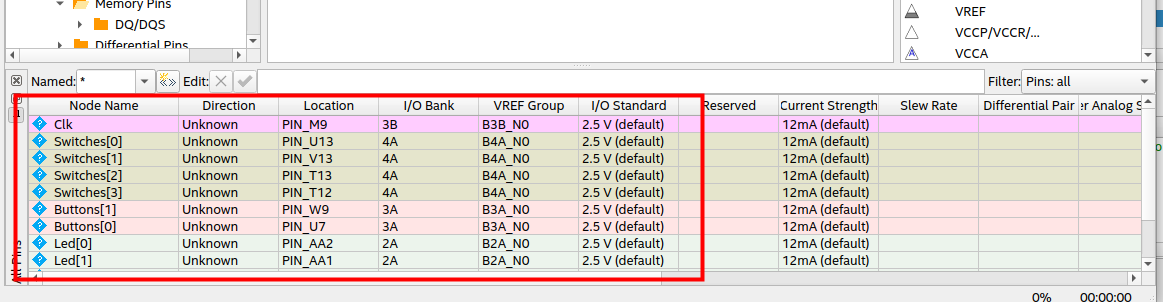 Memory Pins
DQ/DQS
Differential Pins
VREF
VCCP/VCCR/...
VCCA
Named: * Edit: Filter: Pins: all
Node Name Direction Location I/O Bank VREF Group I/O Standard Reserved Current Strength Slew Rate Differential Pair er Analog S
Clk Unknown PIN_M9 3B B3B_N0 2.5 V (default) 12mA (default)
Switches[0] Unknown PIN_U13 4A B4A_N0 2.5 V (default) 12mA (default)
Switches[1] Unknown PIN_V13 4A B4A_N0 2.5 V (default) 12mA (default)
Switches[2] Unknown PIN_T13 4A B4A_N0 2.5 V (default) 12mA (default)
Switches[3] Unknown PIN_T12 4A B4A_N0 2.5 V (default) 12mA (default)
Buttons[1] Unknown PIN_W9 3A B3A_N0 2.5 V (default) 12mA (default)
Buttons[0] Unknown PIN_U7 3A B3A_N0 2.5 V (default) 12mA (default)
Led[0] Unknown PIN_AA2 2A B2A_N0 2.5 V (default) 12mA (default)
Led[1] Unknown PIN_AA1 2A B2A_N0 2.5 V (default) 12mA (default)
All Pins
0% 00:00:00